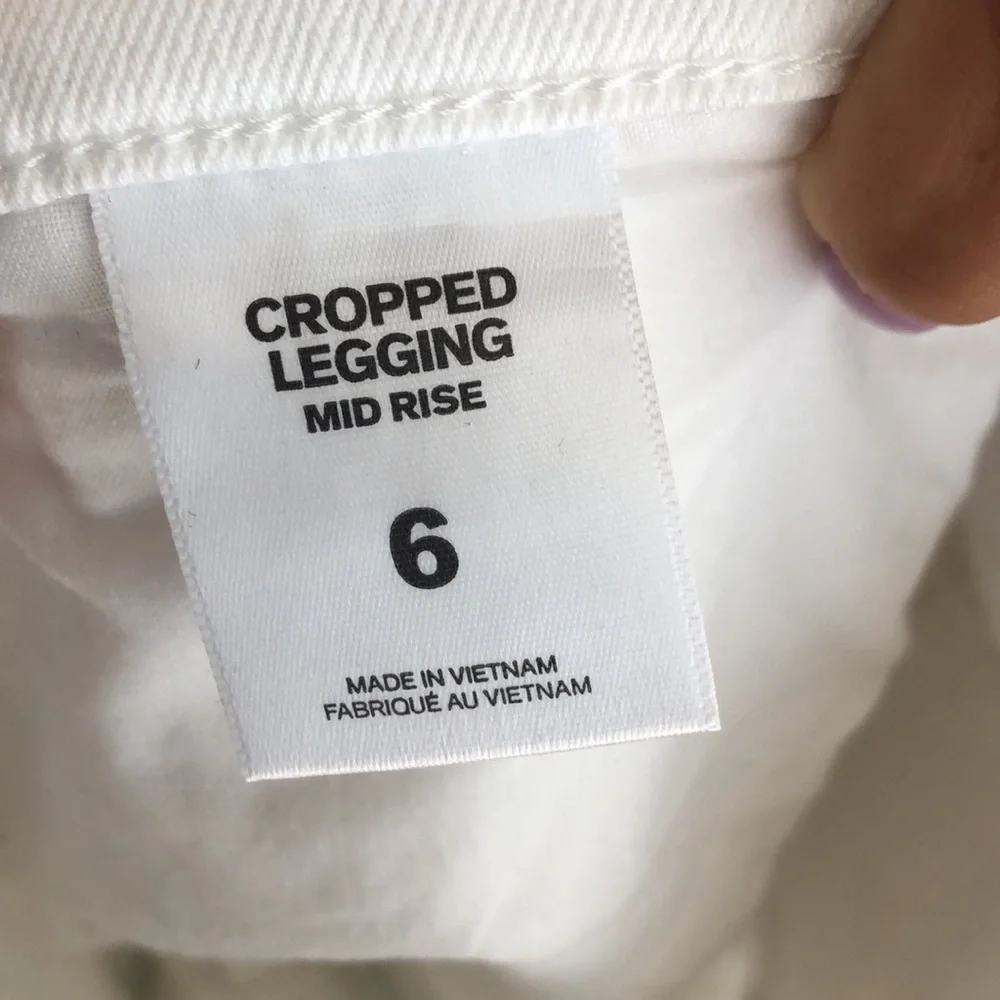 CROPPED
LEGGING
MID RISE
6
MADE IN VIETNAM
FABRIQUÉ AU VIETNAM